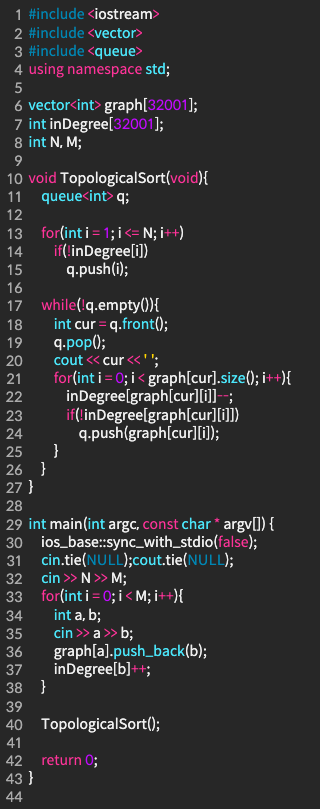 1 #include <iostream>
2 #include <vector>
3 #include <queue>
4 using namespace std;
5
6 vector<int> graph[32001];
7 int inDegree[32001];
8 int N, M;
9
10 void TopologicalSort(void){
11     queue<int> q;
12
13     for(int i = 1; i <= N; i++)
14         if(!inDegree[i])
15             q.push(i);
16
17     while(!q.empty()){
18         int cur = q.front();
19         q.pop();
20         cout << cur << ' ';
21         for(int i = 0; i < graph[cur].size(); i++){
22             inDegree[graph[cur][i]]--;
23             if(!inDegree[graph[cur][i]])
24                 q.push(graph[cur][i]);
25         }
26     }
27 }
28
29 int main(int argc, const char * argv[]) {
30     ios_base::sync_with_stdio(false);
31     cin.tie(NULL);cout.tie(NULL);
32     cin >> N >> M;
33     for(int i = 0; i < M; i++){
34         int a, b;
35         cin >> a >> b;
36         graph[a].push_back(b);
37         inDegree[b]++;
38     }
39
40     TopologicalSort();
41
42     return 0;
43 }
44